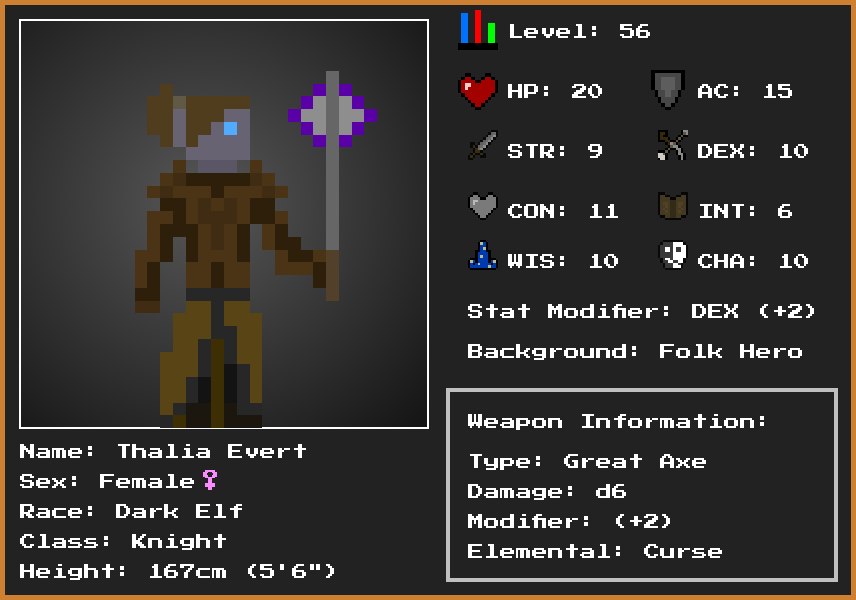 Level: 56
HP: 20
AC: 15
STR: 9
DEX: 10
CON: 11
INT: 6
WIS: 10
CHA: 10
Stat Modifier: DEX (+2)
Background: Folk Hero
Weapon Information:
Type: Great Axe
Damage: d6
Modifier: (+2)
Elemental: Curse
Name: Thalia Evert
Sex: Female♀
Race: Dark Elf
Class: Knight
Height: 167cm (5'6")